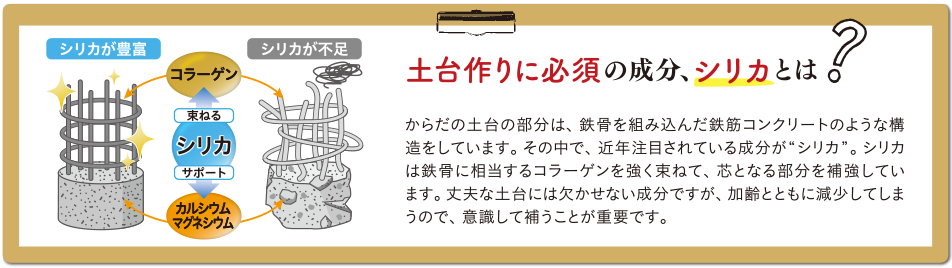 シリカが豊富
シリカが不足
コラーゲン
束ねる
シリカ
サポート
カルシウム
マグネシウム
土台作りに必須の成分、シリカとは?
からだの土台の部分は、鉄骨を組み込んだ鉄筋コンクリートのような構
造をしています。その中で、近年注目されている成分が“シリカ”。シリカ
は鉄骨に相当するコラーゲンを強く束ねて、芯となる部分を補強してい
ます。丈夫な土台には欠かせない成分ですが、加齢とともに減少してしま
うので、意識して補うことが重要です。